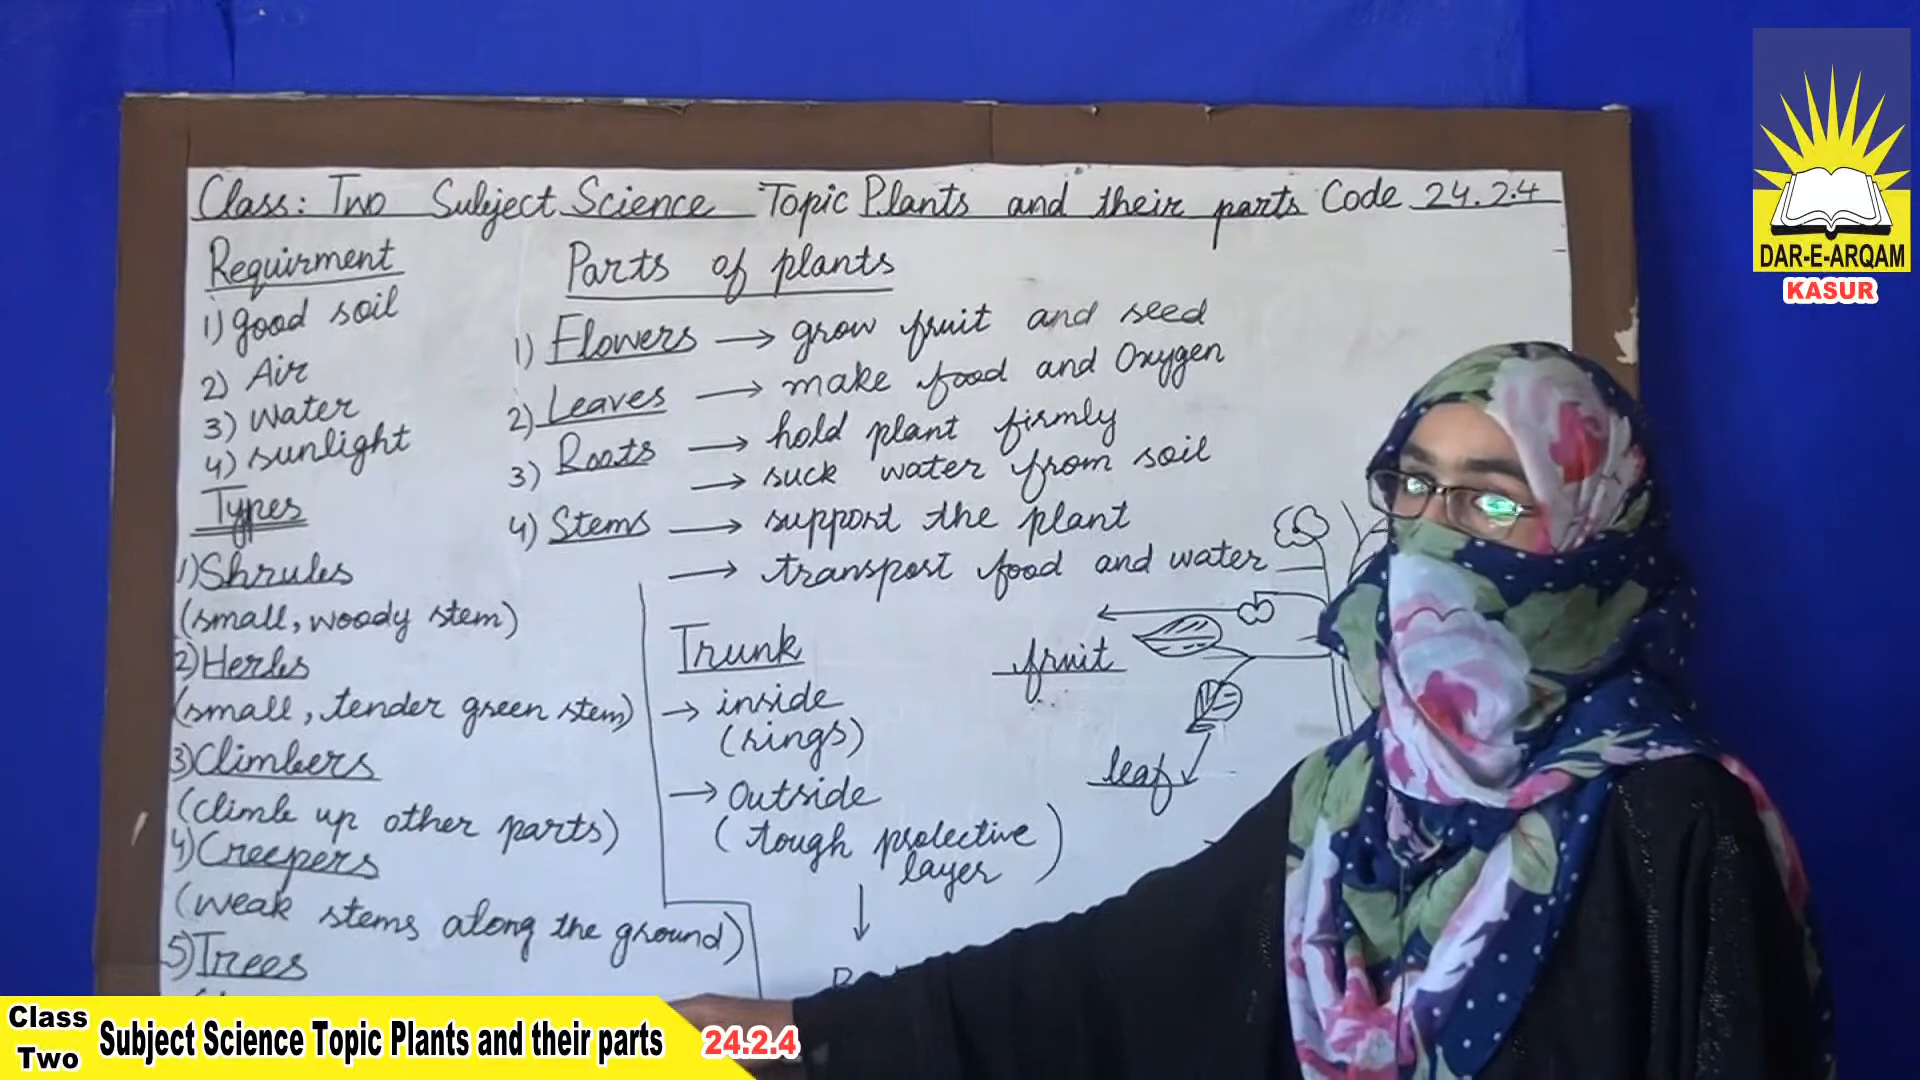 Class: Two Subject Science Topic Plants and their parts Code 24.2.4
Requirment
1) good soil
2) Air
3) water
4) sunlight
Types
1) Shrubs
(small, woody stem)
2) Herbs
(small, tender green stem)
3) Climbers
(climb up other parts)
4) Creepers
(weak stems along the ground)
5) Trees
Parts of plants
1) Flowers → grow fruit and seed
2) Leaves → make food and Oxygen
3) Roots → hold plant firmly
→ suck water from soil
4) Stems → support the plant
→ transport food and water
Trunk
→ inside
(rings)
→ Outside
(tough protective
layer)
fruit
leaf
DAR-E-ARQAM
KASUR
Class Two
Subject Science Topic Plants and their parts
24.2.4